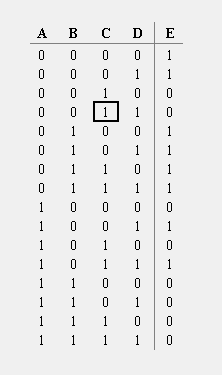 A B C D E
0 0 0 0 1
0 0 0 1 1
0 0 1 0 0
0 0 1 1 0
0 1 0 0 1
0 1 0 1 1
0 1 1 0 1
0 1 1 1 1
1 0 0 0 0
1 0 0 1 1
1 0 1 0 0
1 0 1 1 1
1 1 0 0 0
1 1 0 1 0
1 1 1 0 0
1 1 1 1 0